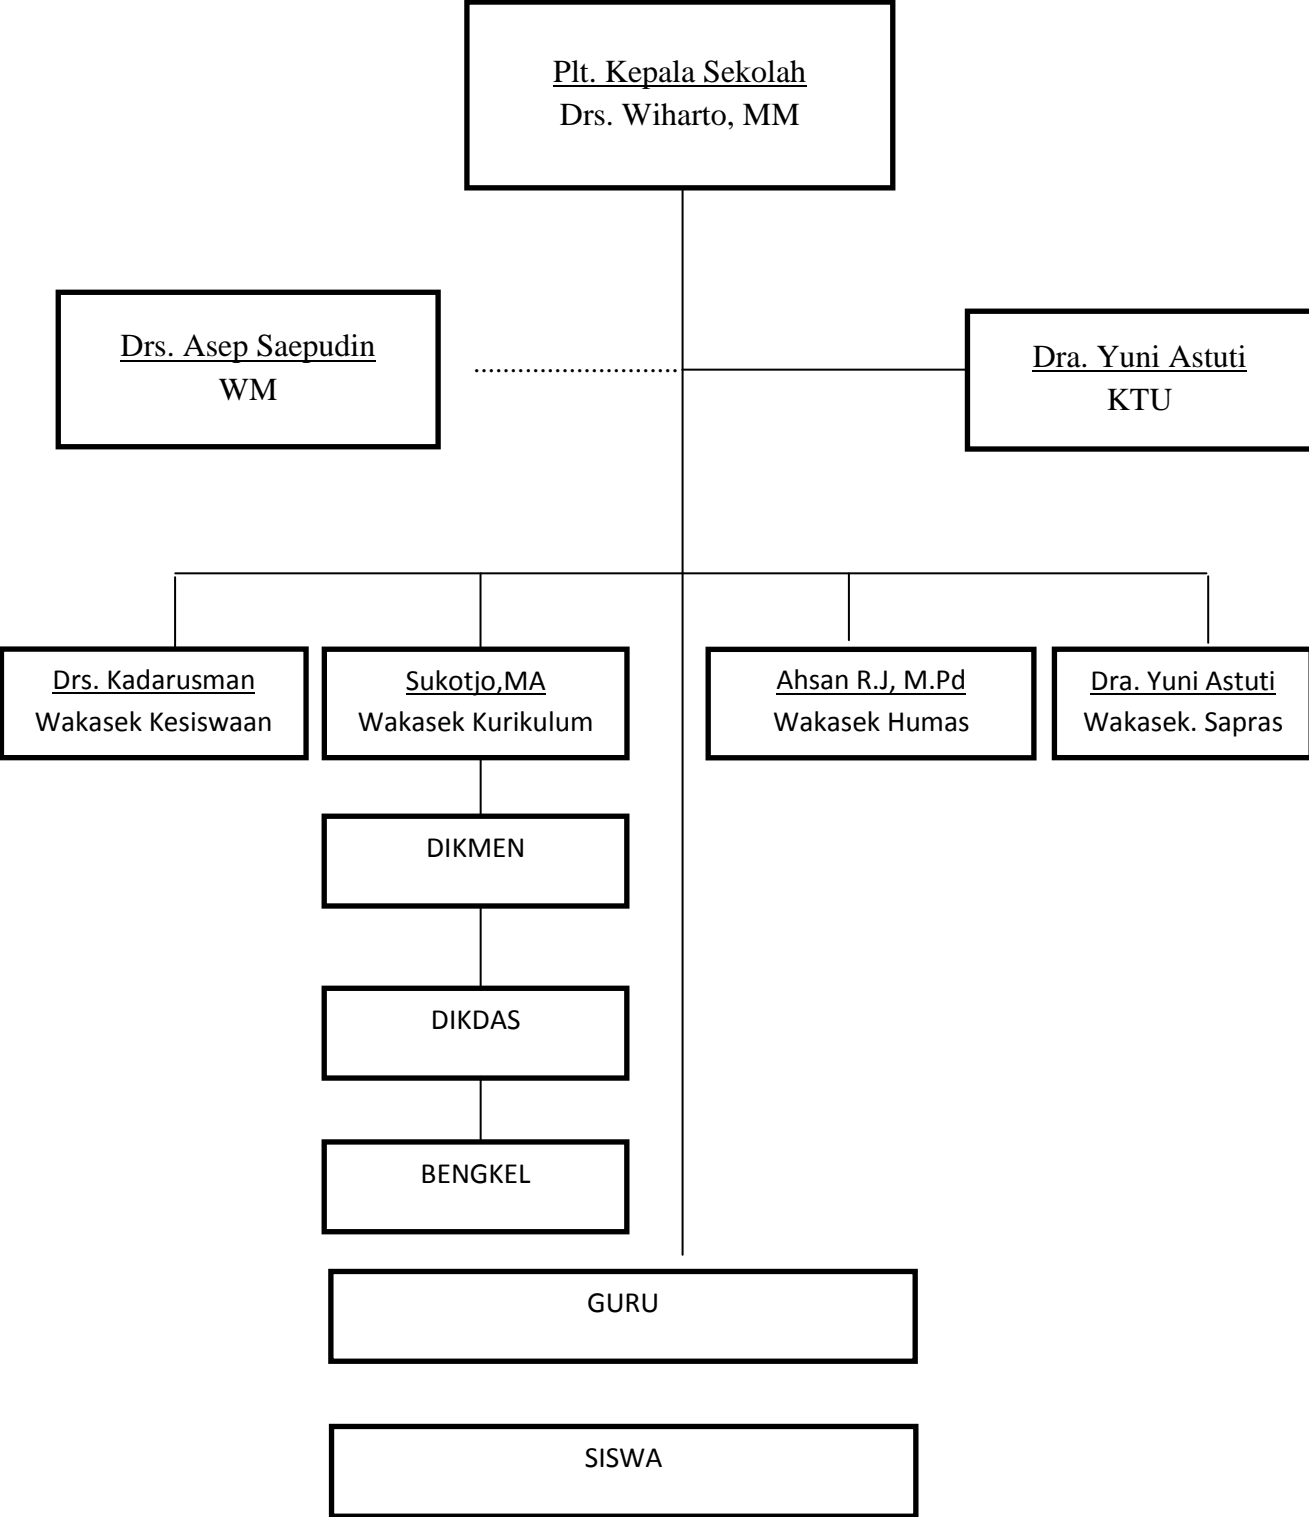 Plt. Kepala Sekolah
Drs. Wiharto, MM
Drs. Asep Saepudin
WM
Dra. Yuni Astuti
KTU
Drs. Kadarusman
Wakasek Kesiswaan
Sukotjo,MA
Wakasek Kurikulum
Ahsan R.J, M.Pd
Wakasek Humas
Dra. Yuni Astuti
Wakasek. Sapras
DIKMEN
DIKDAS
BENGKEL
GURU
SISWA